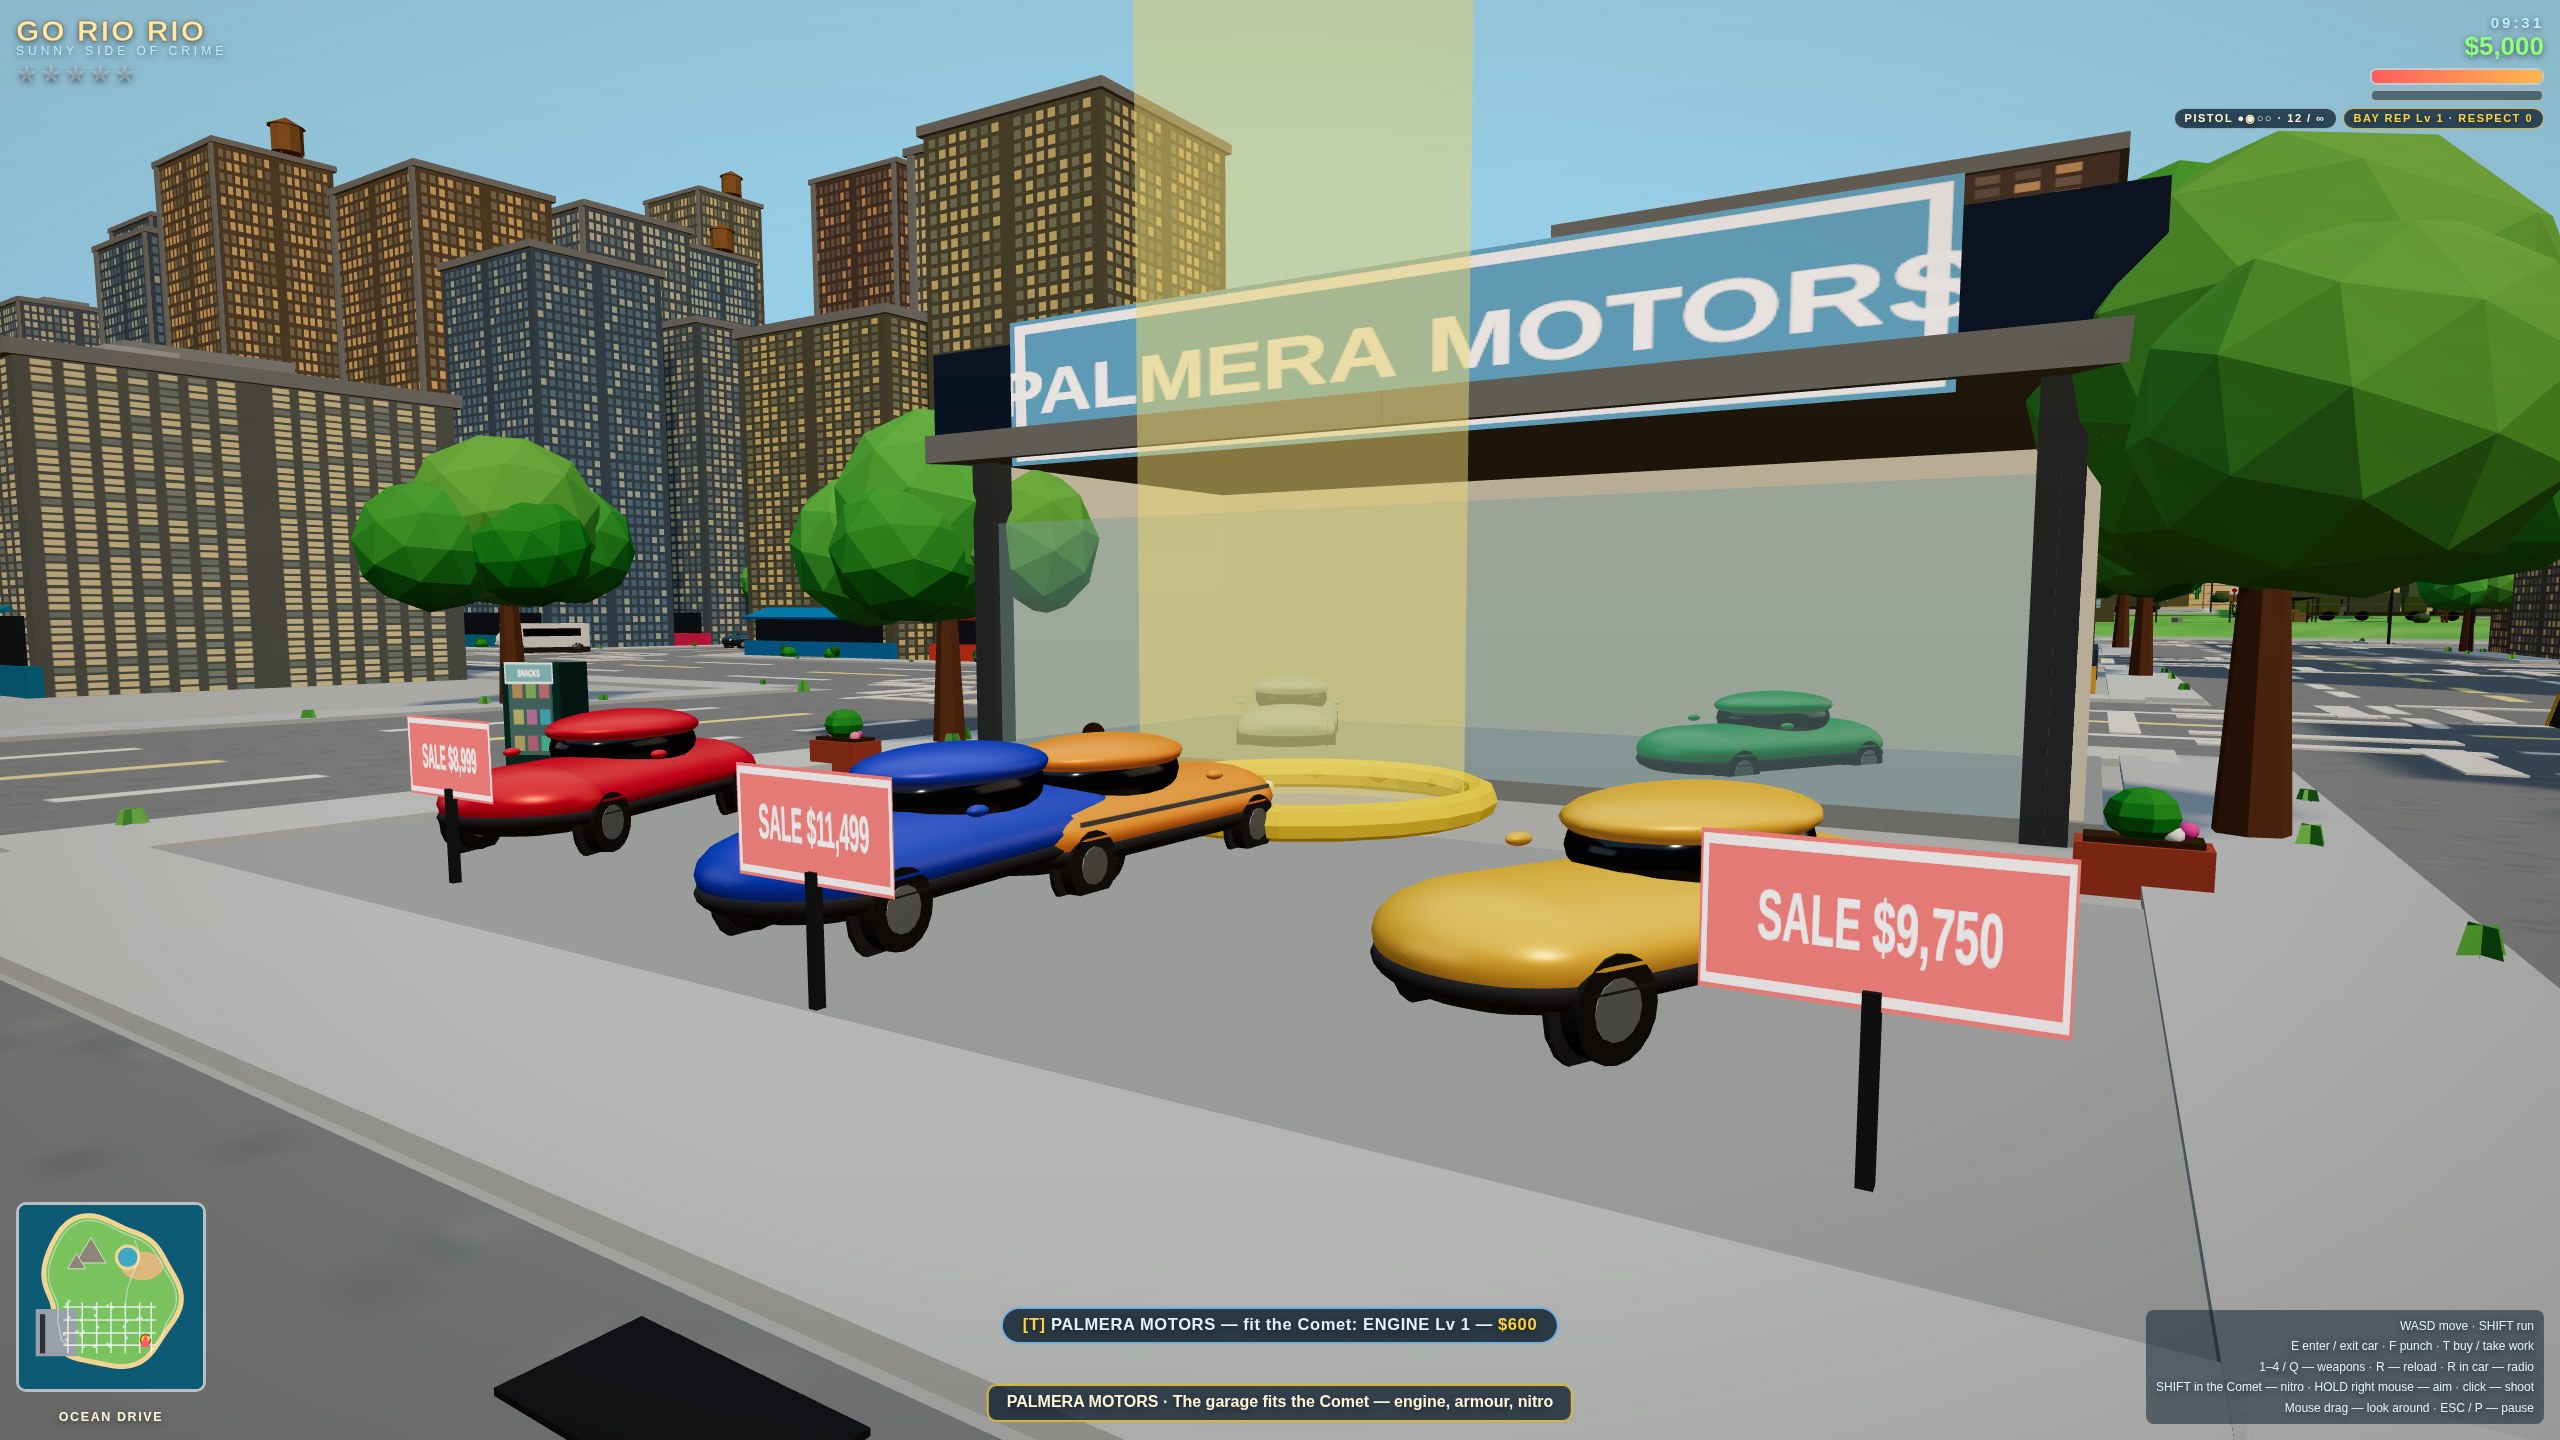 GO RIO RIO
SUNNY SIDE OF CRIME
09:31
$5,000
PISTOL ●◉○○ · 12 / ∞
BAY REP Lv 1 · RESPECT 0
PALMERA MOTORS
SNACKS
SALE $8,999
SALE $11,499
SALE $9,750
[T] PALMERA MOTORS — fit the Comet: ENGINE Lv 1 — $600
PALMERA MOTORS · The garage fits the Comet — engine, armour, nitro
OCEAN DRIVE
WASD move · SHIFT run
E enter / exit car · F punch · T buy / take work
1–4 / Q — weapons · R — reload · R in car — radio
SHIFT in the Comet — nitro · HOLD right mouse — aim · click — shoot
Mouse drag — look around · ESC / P — pause